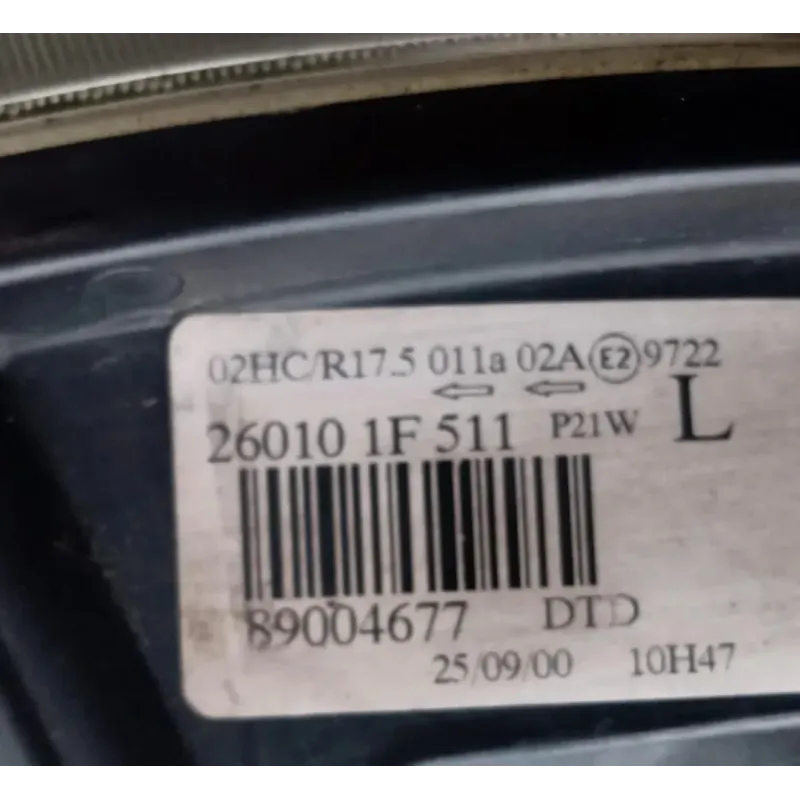 02HC/R17.5 011a 02A E2 9722
26010 1F 511 P21W L
89004677 DTD
25/09/00 10H47